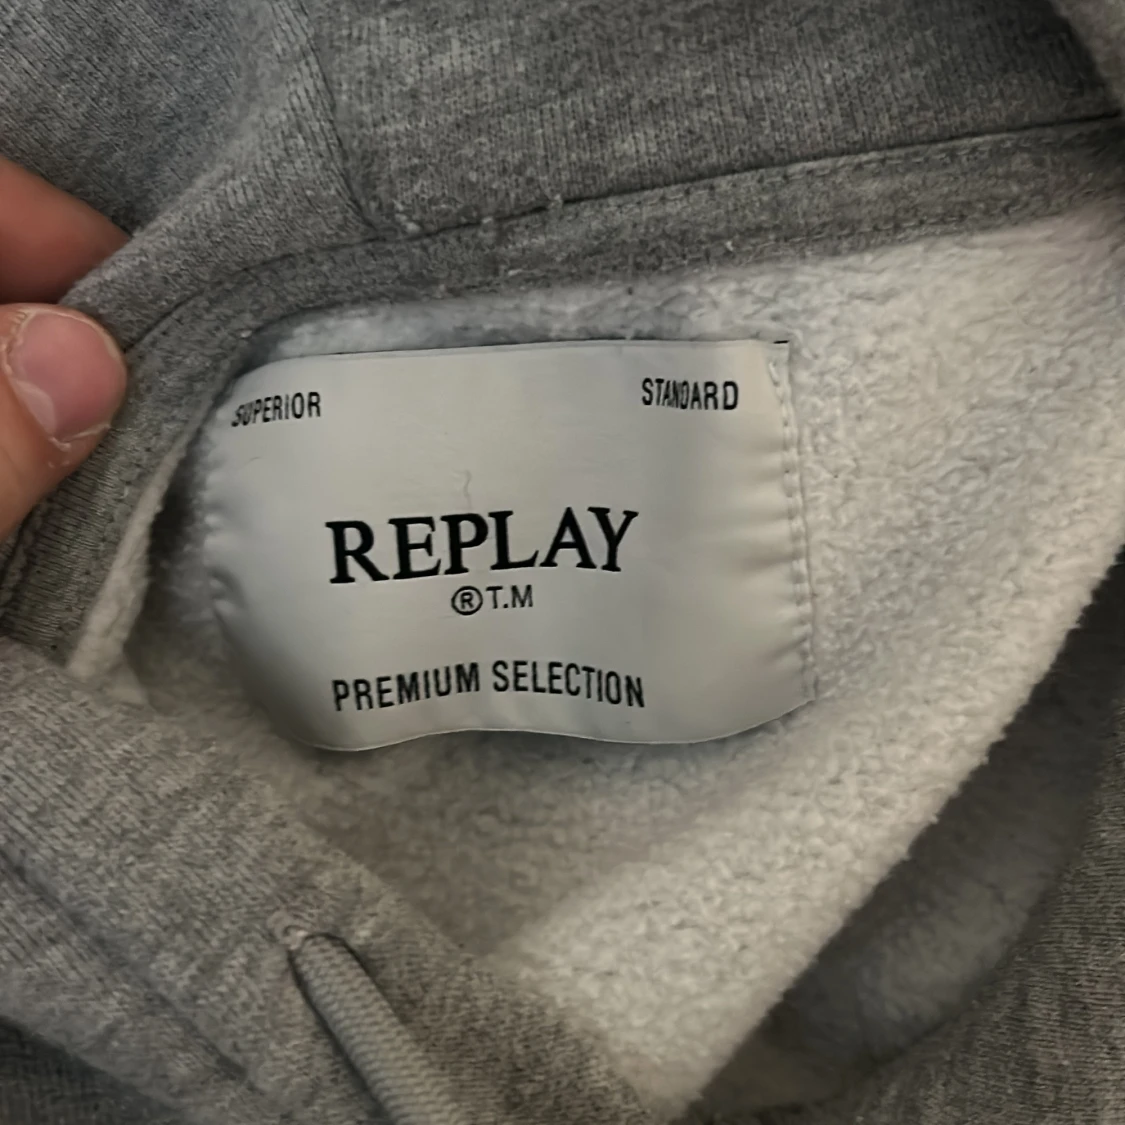 SUPERIOR STANDARD
REPLAY
® T.M
PREMIUM SELECTION